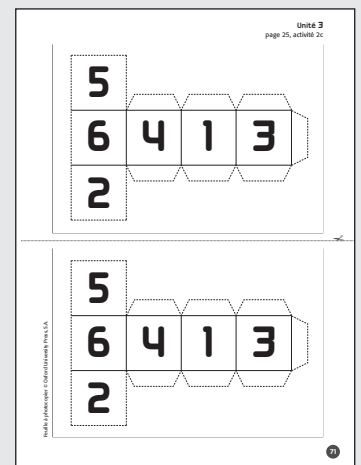 Unité 3
page 25, activité 2c
5
6 4 1 3
2
5
6 4 1 3
2
Feuille à photocopier © Oxford University Press, S.A.
71